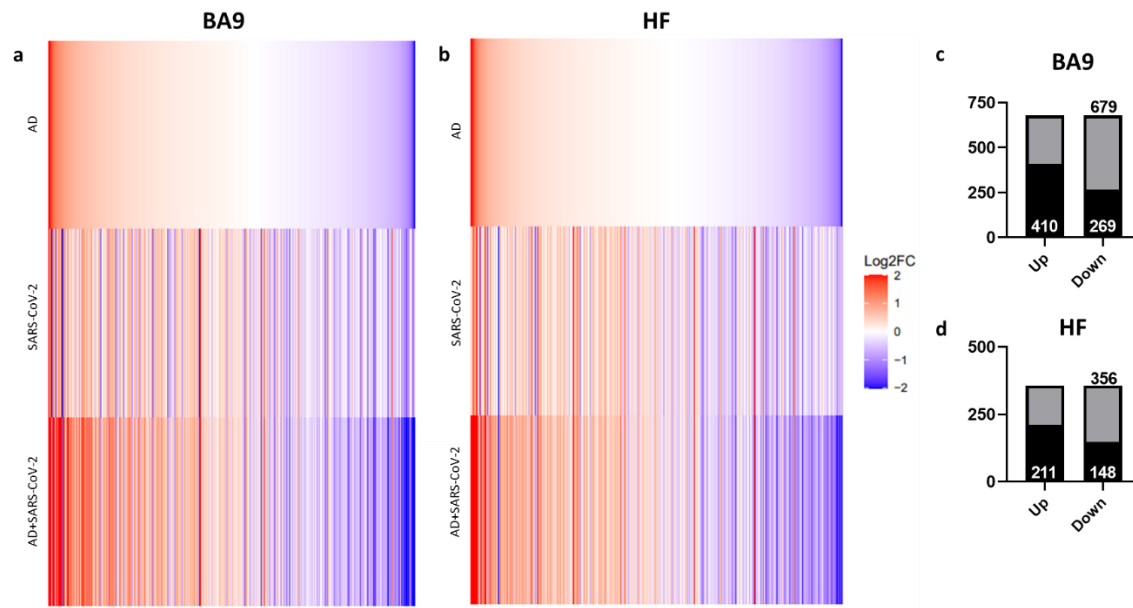 BA9
HF
a
b
c
d
AD
SARS-CoV-2
AD+SARS-CoV-2
AD
SARS-CoV-2
AD+SARS-CoV-2
Log2FC
2
1
0
−1
−2
BA9
750
500
250
0
679
410
269
Up
Down
HF
500
250
0
356
211
148
Up
Down